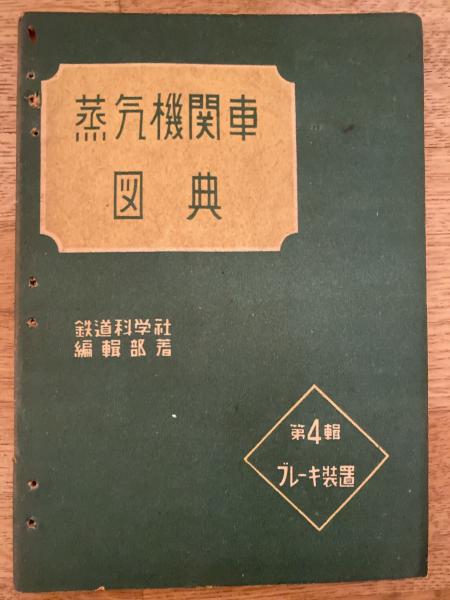 蒸気機関車
図典
鉄道科学社
編輯部著
第4輯
ブレーキ装置